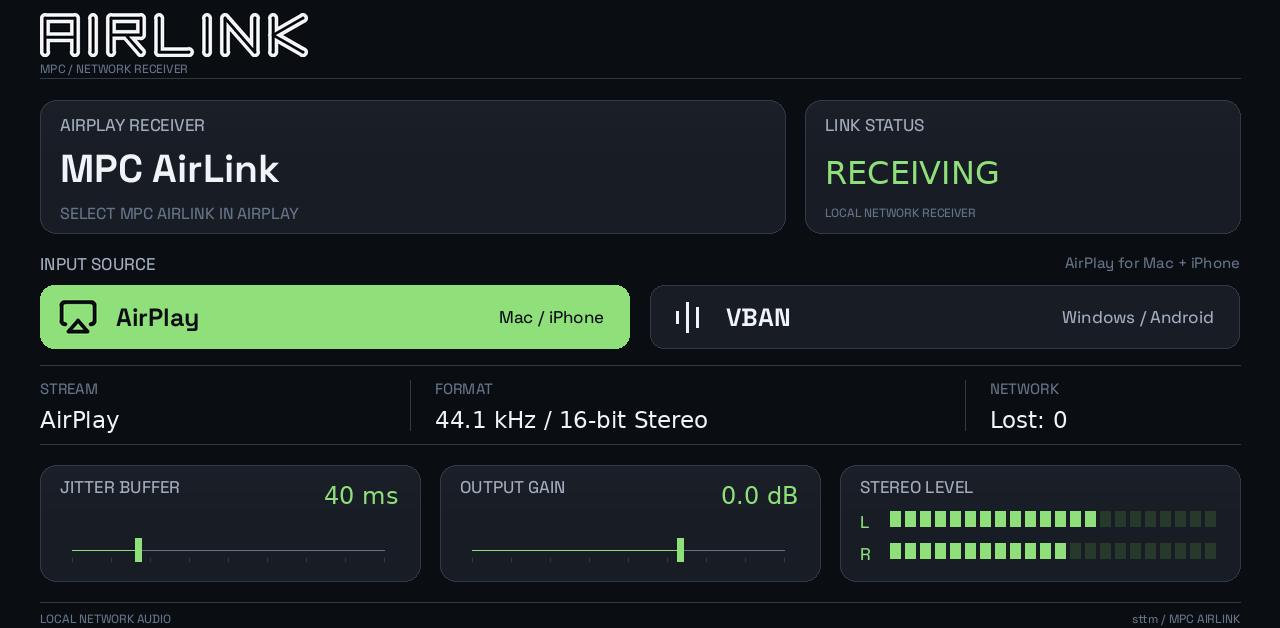 AIRLINK
MPC / NETWORK RECEIVER
AIRPLAY RECEIVER
MPC AirLink
SELECT MPC AIRLINK IN AIRPLAY
LINK STATUS
RECEIVING
LOCAL NETWORK RECEIVER
INPUT SOURCE
AirPlay for Mac + iPhone
AirPlay
Mac / iPhone
VBAN
Windows / Android
STREAM
AirPlay
FORMAT
44.1 kHz / 16-bit Stereo
NETWORK
Lost: 0
JITTER BUFFER
40 ms
OUTPUT GAIN
0.0 dB
STEREO LEVEL
L
R
LOCAL NETWORK AUDIO
sttm / MPC AIRLINK